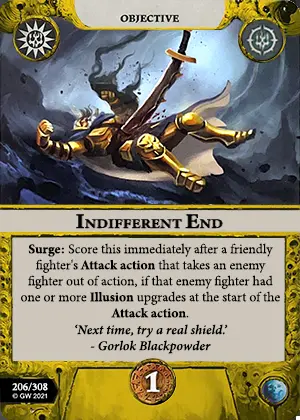 OBJECTIVE
INDIFFERENT END
Surge: Score this immediately after a friendly
fighter's Attack action that takes an enemy
fighter out of action, if that enemy fighter had
one or more Illusion upgrades at the start of the
Attack action.
'Next time, try a real shield.'
- Gorlok Blackpowder
206/308
© GW 2021
1